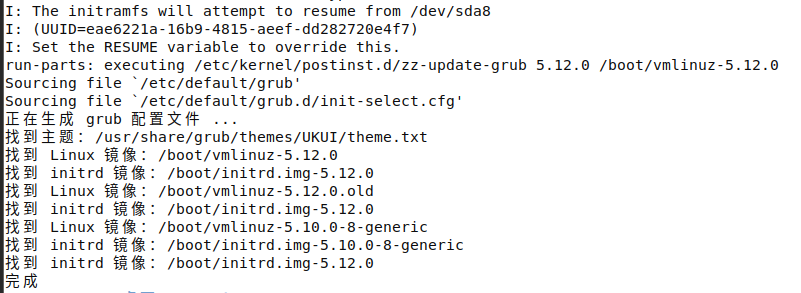 I: The initramfs will attempt to resume from /dev/sda8
I: (UUID=eae6221a-16b9-4815-aeef-dd282720e4f7)
I: Set the RESUME variable to override this.
run-parts: executing /etc/kernel/postinst.d/zz-update-grub 5.12.0 /boot/vmlinuz-5.12.0
Sourcing file `/etc/default/grub'
Sourcing file `/etc/default/grub.d/init-select.cfg'
正在生成 grub 配置文件 ...
找到主题：/usr/share/grub/themes/UKUI/theme.txt
找到 Linux 镜像：/boot/vmlinuz-5.12.0
找到 initrd 镜像：/boot/initrd.img-5.12.0
找到 Linux 镜像：/boot/vmlinuz-5.12.0.old
找到 initrd 镜像：/boot/initrd.img-5.12.0
找到 Linux 镜像：/boot/vmlinuz-5.10.0-8-generic
找到 initrd 镜像：/boot/initrd.img-5.10.0-8-generic
找到 initrd 镜像：/boot/initrd.img-5.12.0
完成